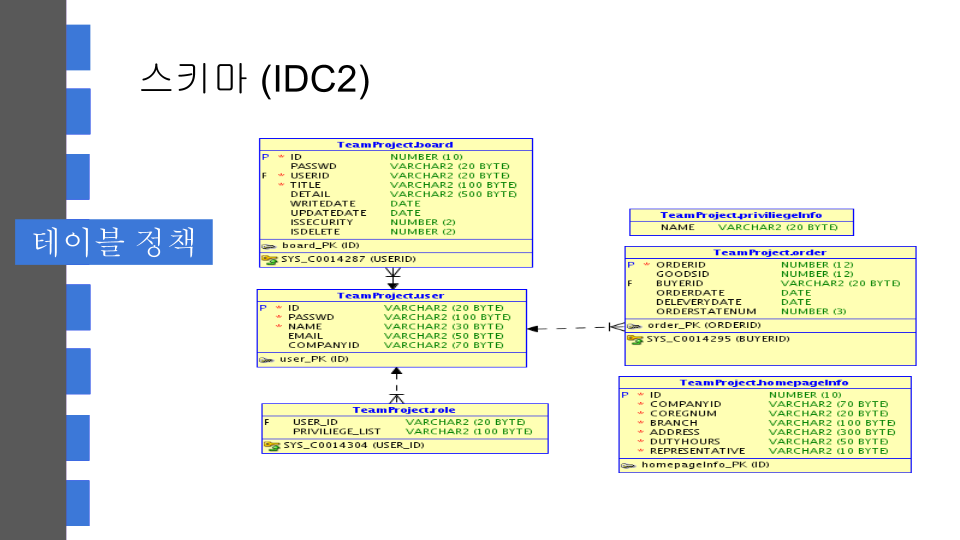 스키마 (IDC2)
테이블 정책
TeamProject.board
P * ID NUMBER (10)
PASSWD VARCHAR2 (20 BYTE)
F * USERID VARCHAR2 (20 BYTE)
* TITLE VARCHAR2 (100 BYTE)
DETAIL VARCHAR2 (500 BYTE)
WRITEDATE DATE
UPDATEDATE DATE
ISSECURITY NUMBER (2)
ISDELETE NUMBER (2)
board_PK (ID)
SYS_C0014287 (USERID)
TeamProject.user
P * ID VARCHAR2 (20 BYTE)
* PASSWD VARCHAR2 (100 BYTE)
* NAME VARCHAR2 (30 BYTE)
EMAIL VARCHAR2 (50 BYTE)
COMPANYID VARCHAR2 (70 BYTE)
user_PK (ID)
TeamProject.role
F USER_ID VARCHAR2 (20 BYTE)
PRIVILIEGE_LIST VARCHAR2 (100 BYTE)
SYS_C0014304 (USER_ID)
TeamProject.priviliegeInfo
NAME VARCHAR2 (20 BYTE)
TeamProject.order
P * ORDERID NUMBER (12)
GOODSID NUMBER (12)
F BUYERID VARCHAR2 (20 BYTE)
ORDERDATE DATE
DELEVERYDATE DATE
ORDERSTATENUM NUMBER (3)
order_PK (ORDERID)
SYS_C0014295 (BUYERID)
TeamProject.homepageInfo
P * ID NUMBER (10)
* COMPANYID VARCHAR2 (70 BYTE)
* COREGNUM VARCHAR2 (20 BYTE)
* BRANCH VARCHAR2 (100 BYTE)
* ADDRESS VARCHAR2 (300 BYTE)
* DUTYHOURS VARCHAR2 (50 BYTE)
* REPRESENTATIVE VARCHAR2 (10 BYTE)
homepageInfo_PK (ID)